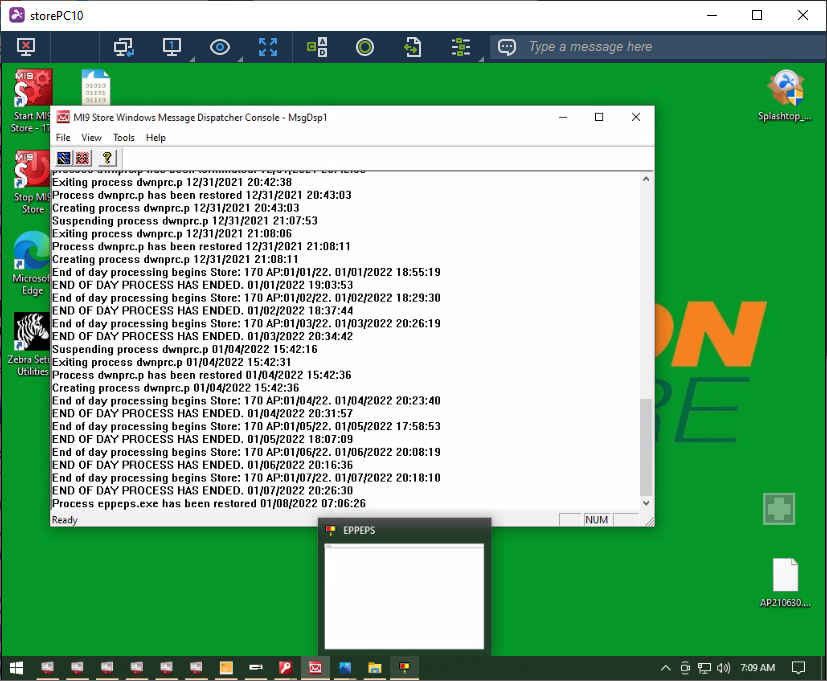 storePC10
1
C A D
Type a message here
MI9
Start MI9
Store - 17
01010
01101
01110
Splashtop_...
MI9 Store Windows Message Dispatcher Console - MsgDsp1
File View Tools Help
?
Exiting process dwnprc.p 12/31/2021 20:42:38
Process dwnprc.p has been restored 12/31/2021 20:43:03
Creating process dwnprc.p 12/31/2021 20:43:03
Suspending process dwnprc.p 12/31/2021 21:07:53
Exiting process dwnprc.p 12/31/2021 21:08:06
Process dwnprc.p has been restored 12/31/2021 21:08:11
Creating process dwnprc.p 12/31/2021 21:08:11
End of day processing begins Store: 170 AP:01/01/22. 01/01/2022 18:55:19
END OF DAY PROCESS HAS ENDED. 01/01/2022 19:03:53
End of day processing begins Store: 170 AP:01/02/22. 01/02/2022 18:29:30
END OF DAY PROCESS HAS ENDED. 01/02/2022 18:37:44
End of day processing begins Store: 170 AP:01/03/22. 01/03/2022 20:26:19
END OF DAY PROCESS HAS ENDED. 01/03/2022 20:34:42
Suspending process dwnprc.p 01/04/2022 15:42:16
Exiting process dwnprc.p 01/04/2022 15:42:31
Process dwnprc.p has been restored 01/04/2022 15:42:36
Creating process dwnprc.p 01/04/2022 15:42:36
End of day processing begins Store: 170 AP:01/04/22. 01/04/2022 20:23:40
END OF DAY PROCESS HAS ENDED. 01/04/2022 20:31:57
End of day processing begins Store: 170 AP:01/05/22. 01/05/2022 17:58:53
END OF DAY PROCESS HAS ENDED. 01/05/2022 18:07:09
End of day processing begins Store: 170 AP:01/06/22. 01/06/2022 20:08:19
END OF DAY PROCESS HAS ENDED. 01/06/2022 20:16:36
End of day processing begins Store: 170 AP:01/07/22. 01/07/2022 20:18:10
END OF DAY PROCESS HAS ENDED. 01/07/2022 20:26:30
Process eppeps.exe has been restored 01/08/2022 07:06:26
Ready
NUM
MI9
Stop MI9
Store
Microsoft
Edge
Zebra Setup
Utilities
ON
RE
EPPEPS
AP210630....
7:09 AM